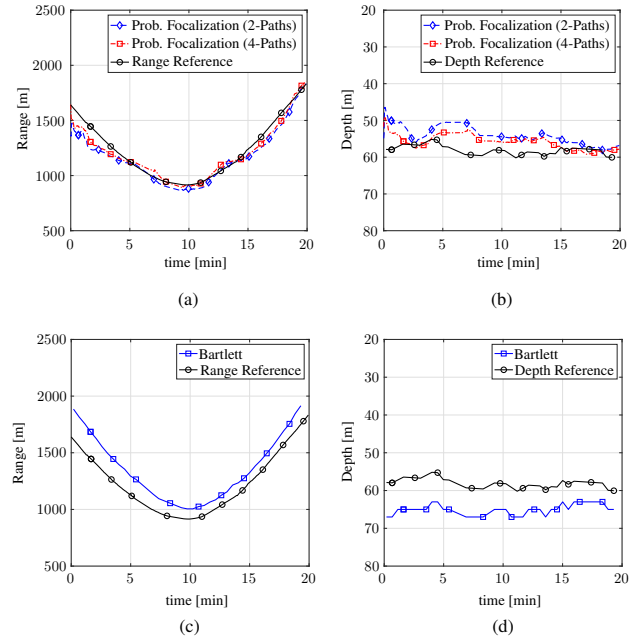 2500
2000
1500
1000
500
Range [m]
Prob. Focalization (2-Paths)
Prob. Focalization (4-Paths)
Range Reference
0 5 10 15 20
time [min]
(a)
20
30
40
50
60
70
80
Depth [m]
Prob. Focalization (2-Paths)
Prob. Focalization (4-Paths)
Depth Reference
0 5 10 15 20
time [min]
(b)
2500
2000
1500
1000
500
Range [m]
Bartlett
Range Reference
0 5 10 15 20
time [min]
(c)
20
30
40
50
60
70
80
Depth [m]
Bartlett
Depth Reference
0 5 10 15 20
time [min]
(d)